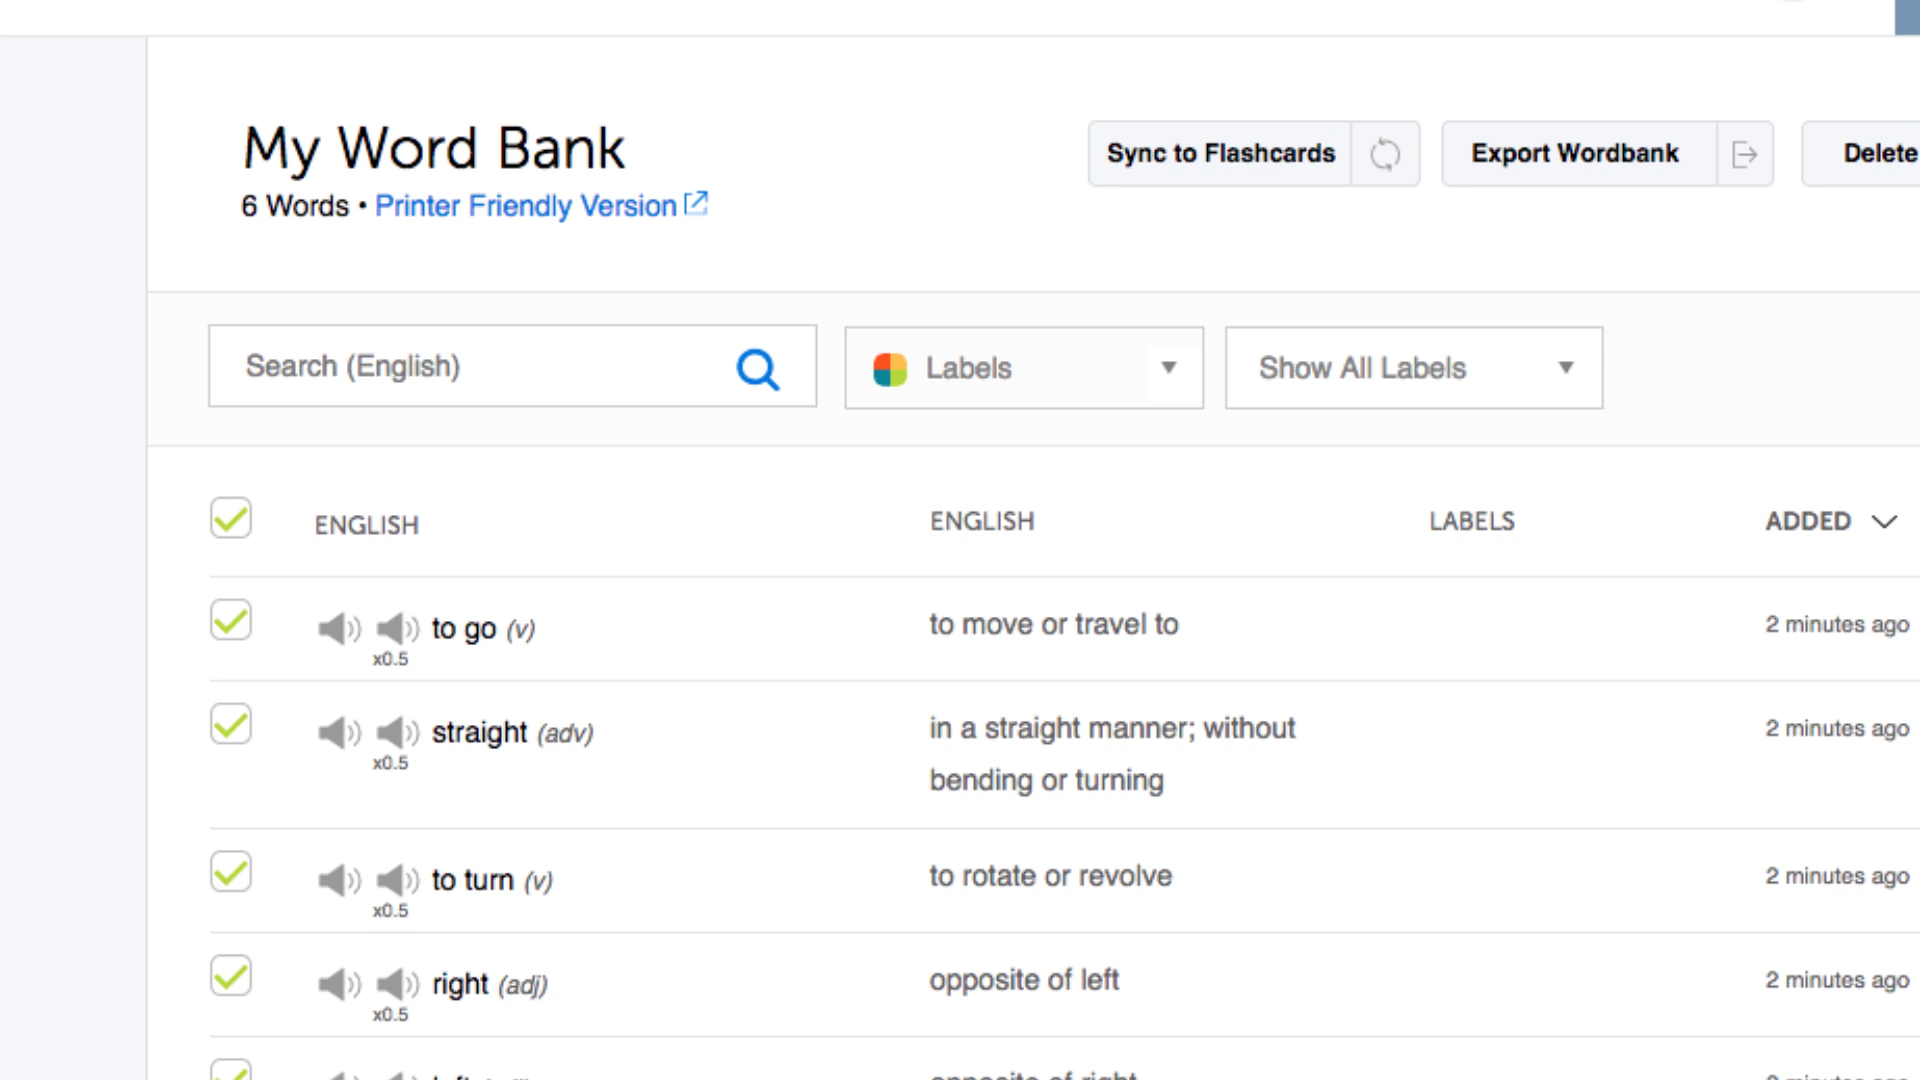 My Word Bank
6 Words • Printer Friendly Version
Sync to Flashcards
Export Wordbank
Delete
Search (English)
Labels
Show All Labels
ENGLISH ENGLISH LABELS ADDED
to go (v) to move or travel to 2 minutes ago
x0.5
straight (adv) in a straight manner; without 2 minutes ago
x0.5
bending or turning
to turn (v) to rotate or revolve 2 minutes ago
x0.5
right (adj) opposite of left 2 minutes ago
x0.5
opposite of right